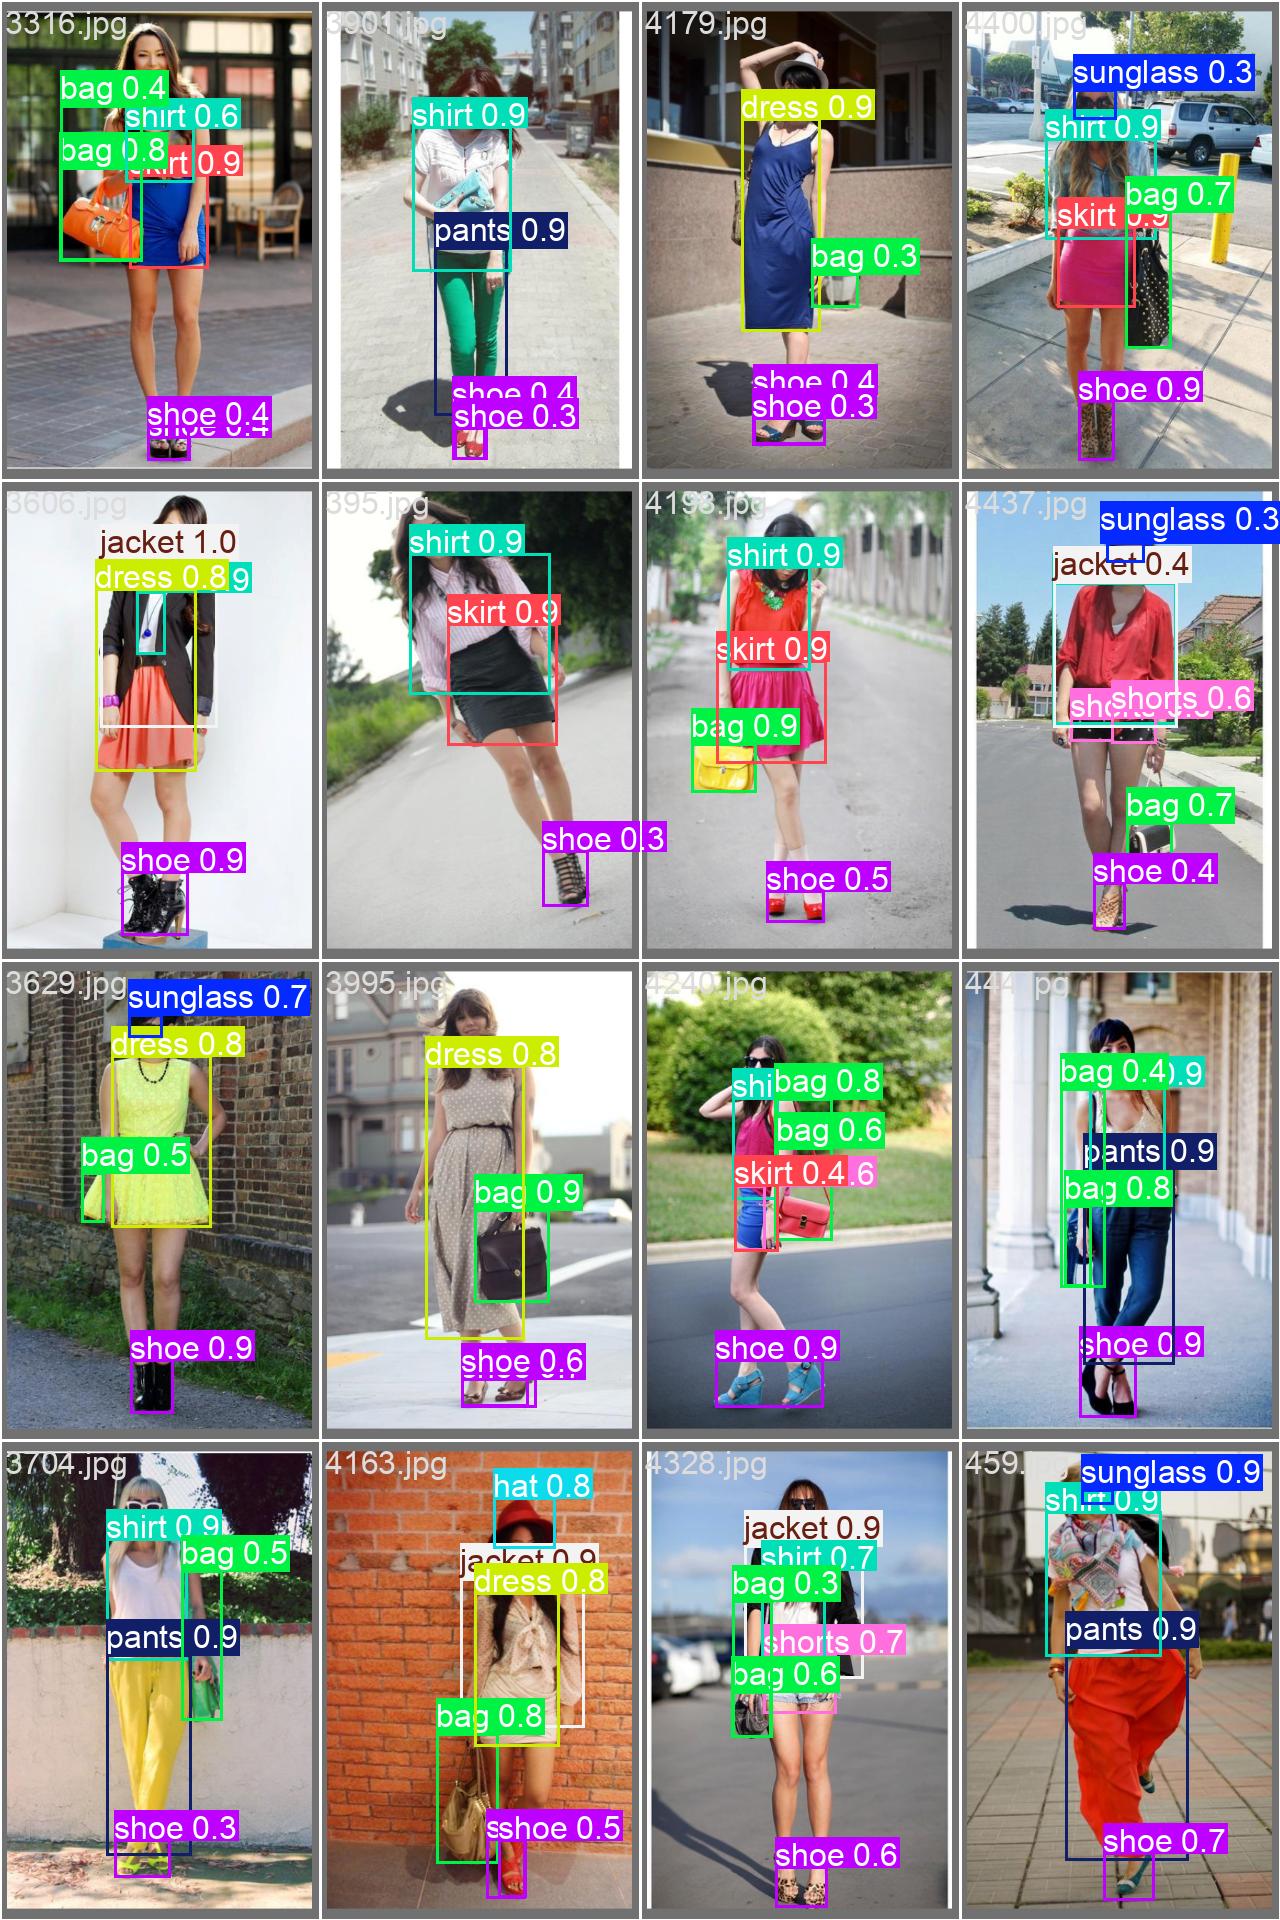 3316.jpg
bag 0.4
shirt 0.6
bag 0.8
skirt 0.9
shoe 0.4
shoe 0.4
3901.jpg
shirt 0.9
pants 0.9
shoe 0.4
shoe 0.3
4179.jpg
dress 0.9
bag 0.3
shoe 0.4
shoe 0.3
4400.jpg
sunglass 0.3
shirt 0.9
bag 0.7
skirt 0.9
shoe 0.9
3606.jpg
jacket 1.0
dress 0.8
9
shoe 0.9
395.jpg
shirt 0.9
skirt 0.9
shoe 0.3
4198.jpg
shirt 0.9
skirt 0.9
bag 0.9
shoe 0.5
4437.jpg
sunglass 0.3
jacket 0.4
shorts 0.6
bag 0.7
shoe 0.4
3629.jpg
sunglass 0.7
dress 0.8
bag 0.5
shoe 0.9
3995.jpg
dress 0.8
bag 0.9
shoe 0.6
4240.jpg
shi
bag 0.8
bag 0.6
skirt 0.4
.6
shoe 0.9
bag 0.4
0.9
pants 0.9
bag 0.8
shoe 0.9
3704.jpg
shirt 0.9
bag 0.5
pants 0.9
shoe 0.3
4163.jpg
hat 0.8
jacket 0.9
dress 0.8
bag 0.8
s
shoe 0.5
4328.jpg
jacket 0.9
shirt 0.7
bag 0.3
shorts 0.7
bag 0.6
shoe 0.6
459.
sunglass 0.9
shirt 0.9
pants 0.9
shoe 0.7